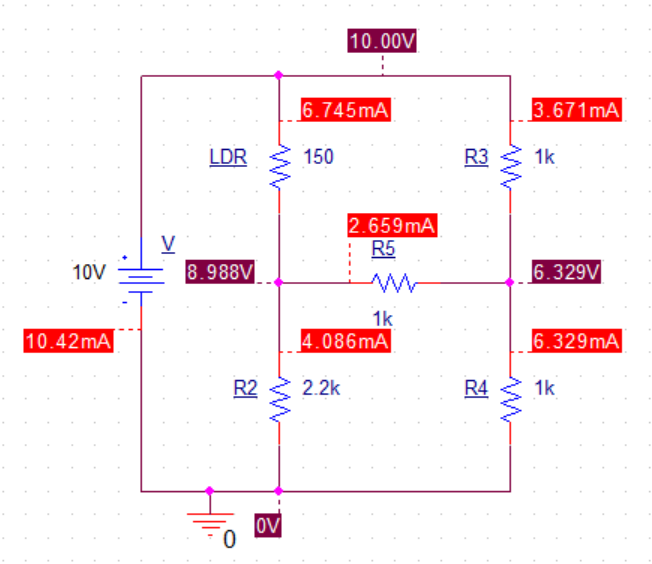 10.00V
6.745mA
3.671mA
LDR
150
R3
1k
2.659mA
V
R5
10V
8.988V
6.329V
1k
10.42mA
4.086mA
6.329mA
R2
2.2k
R4
1k
0V
0